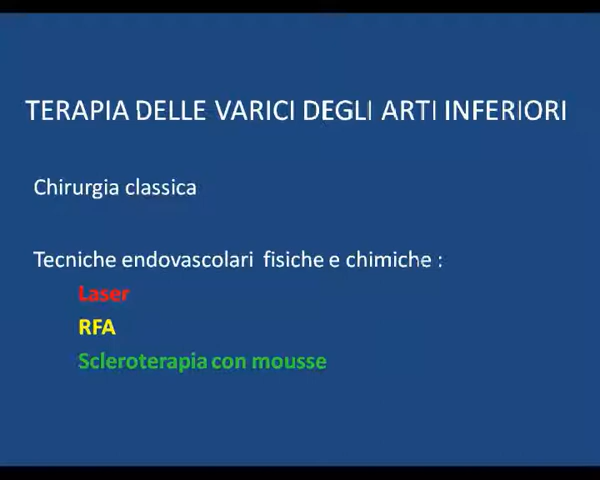 TERAPIA DELLE VARICI DEGLI ARTI INFERIORI
Chirurgia classica
Tecniche endovascolari fisiche e chimiche :
Laser
RFA
Scleroterapia con mousse